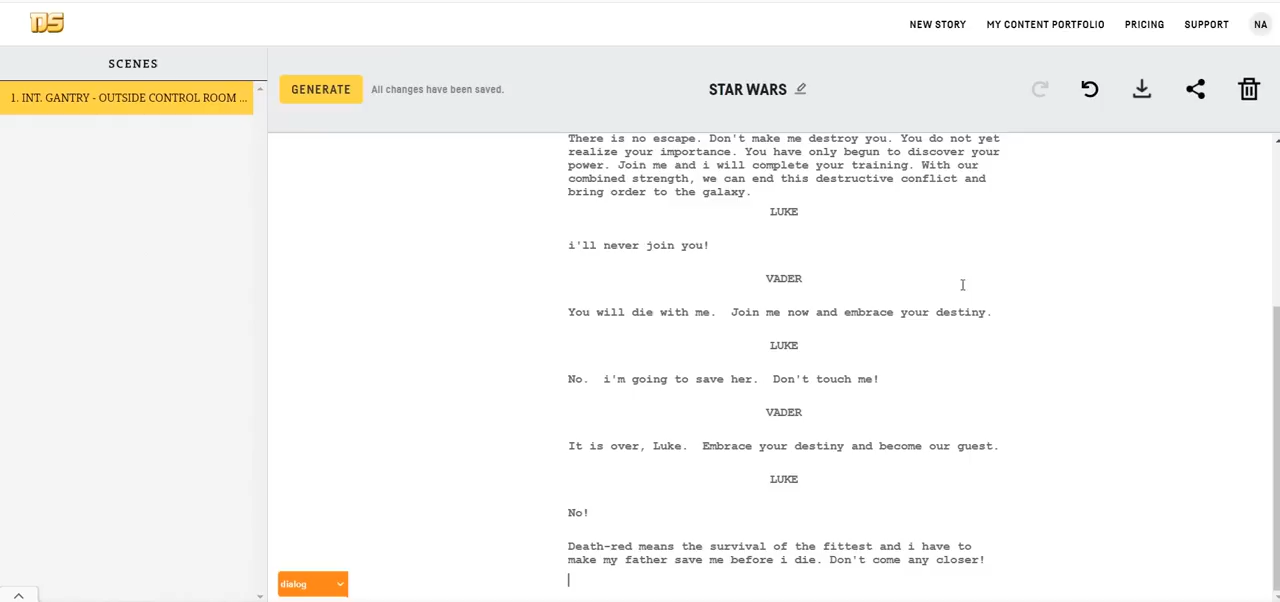 DS
NEW STORY MY CONTENT PORTFOLIO PRICING SUPPORT NA
SCENES
1. INT. GANTRY - OUTSIDE CONTROL ROOM ...
GENERATE All changes have been saved. STAR WARS
There is no escape. Don't make me destroy you. You do not yet
realize your importance. You have only begun to discover your
power. Join me and i will complete your training. With our
combined strength, we can end this destructive conflict and
bring order to the galaxy.
LUKE
i'll never join you!
VADER
You will die with me.  Join me now and embrace your destiny.
LUKE
No.  i'm going to save her.  Don't touch me!
VADER
It is over, Luke.  Embrace your destiny and become our guest.
LUKE
No!
Death-red means the survival of the fittest and i have to
make my father save me before i die. Don't come any closer!
dialog